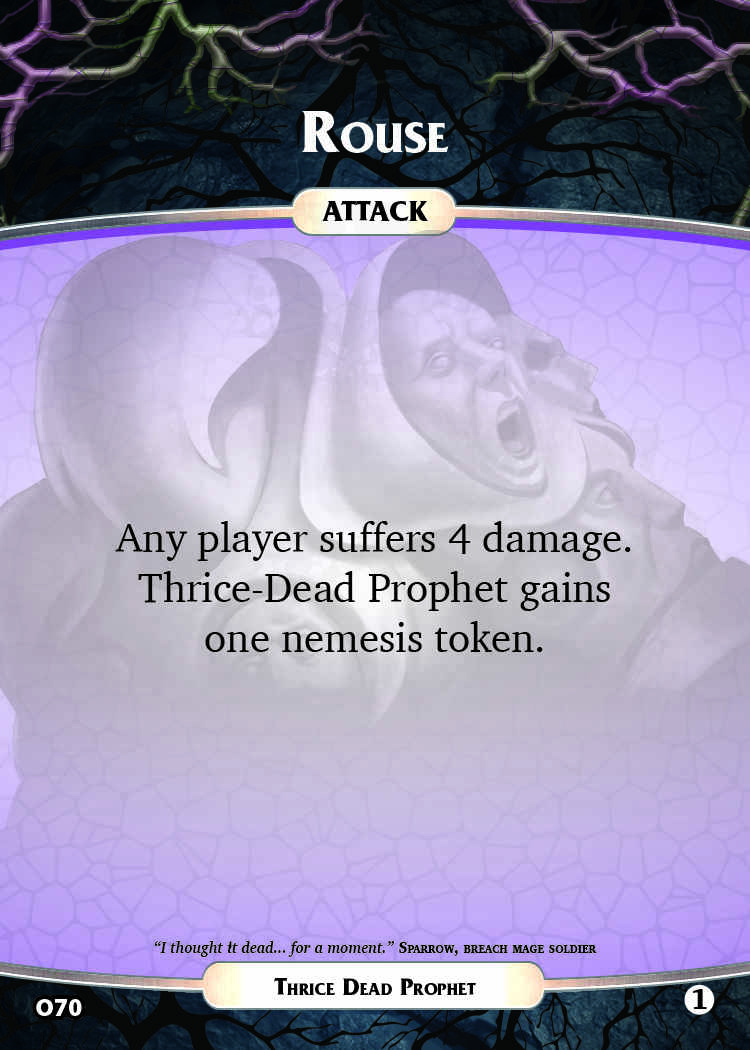 Rouse
ATTACK
Any player suffers 4 damage.
Thrice-Dead Prophet gains
one nemesis token.
“I thought it dead... for a moment.” Sparrow, breach mage soldier
Thrice Dead Prophet
O70
1